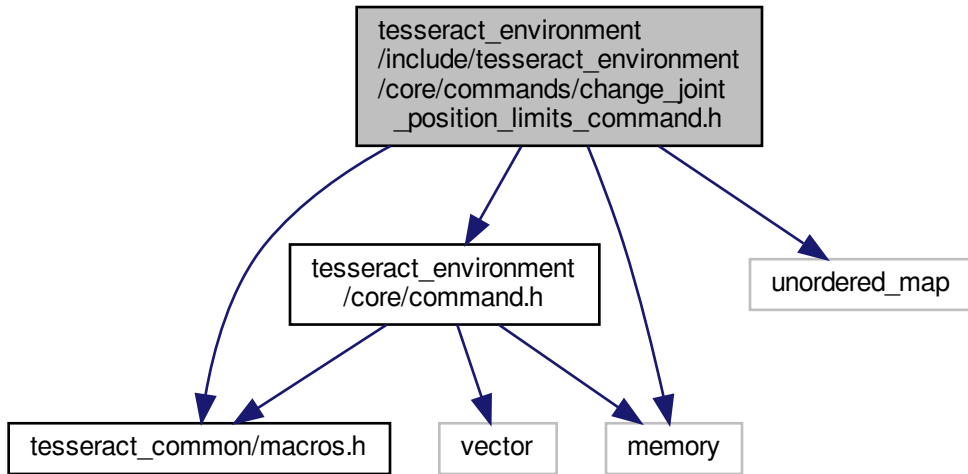 tesseract_environment
/include/tesseract_environment
/core/commands/change_joint
_position_limits_command.h
tesseract_environment
/core/command.h
unordered_map
tesseract_common/macros.h
vector
memory